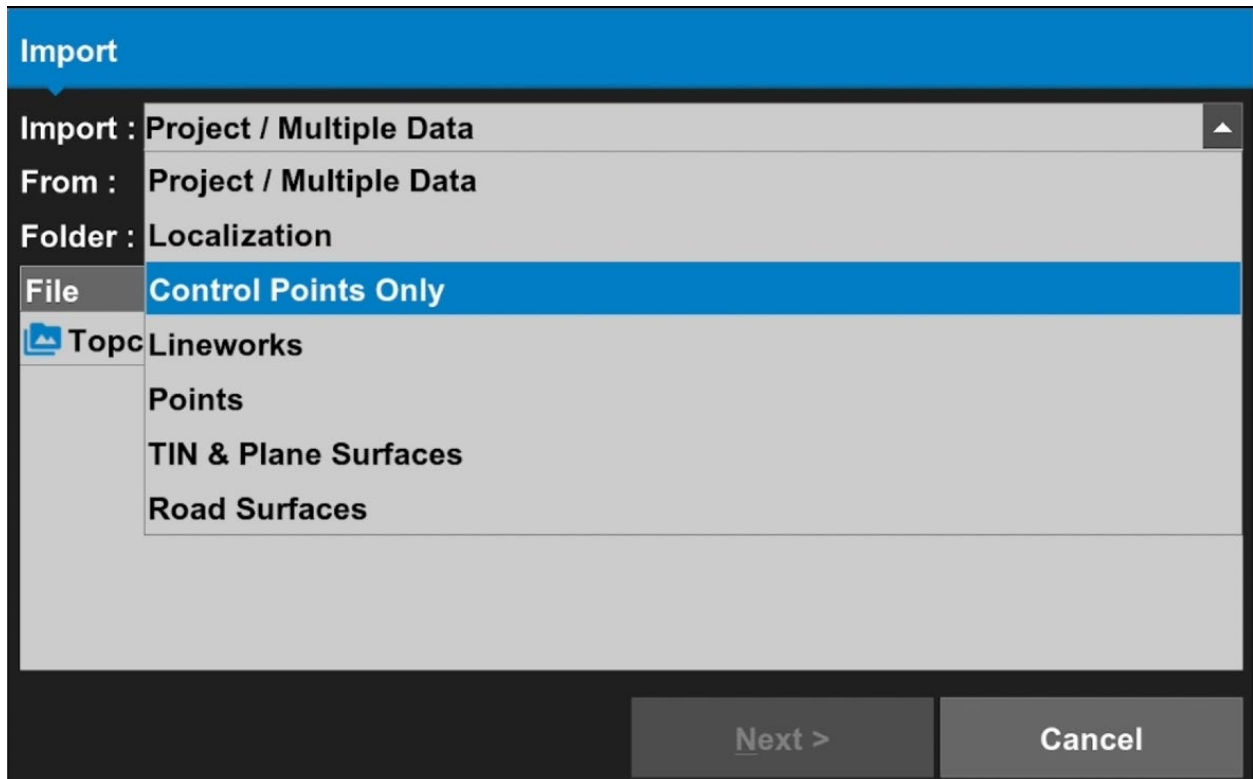 Import
Import : Project / Multiple Data
From : Project / Multiple Data
Folder : Localization
File Control Points Only
Topc Lineworks
Points
TIN & Plane Surfaces
Road Surfaces
Next > Cancel